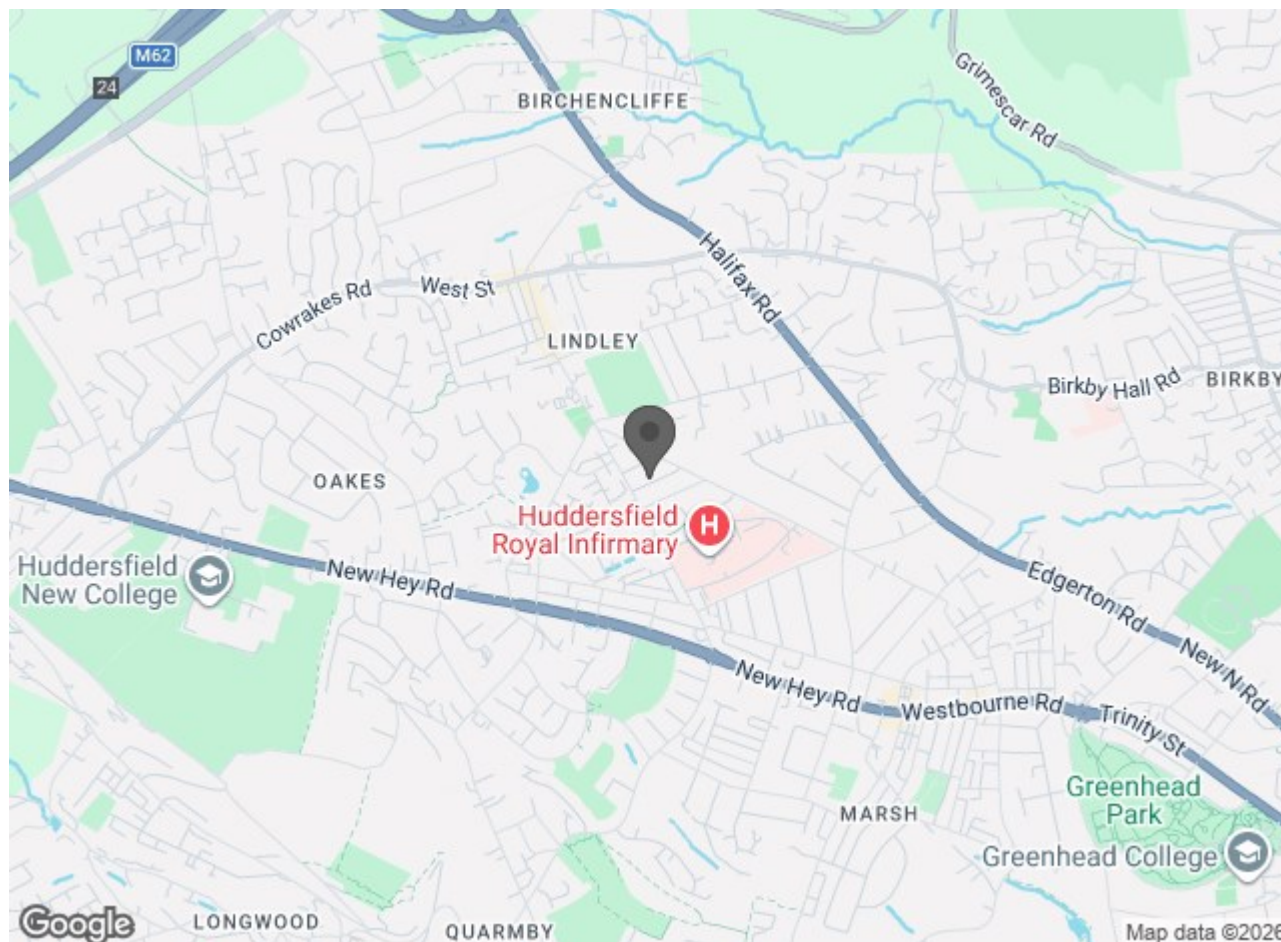 M62
24
BIRCHENCLIFFE
Grimescar Rd
Halifax Rd
Cowrakes Rd
West St
LINDLEY
Birkby Hall Rd
BIRKBY
OAKES
Huddersfield
Royal Infirmary
H
Huddersfield
New College
New Hey Rd
Edgerton Rd
New N Rd
New Hey Rd
Westbourne Rd
Trinity St
Greenhead
Park
MARSH
Greenhead College
Google
LONGWOOD
QUARMBY
Map data ©2026